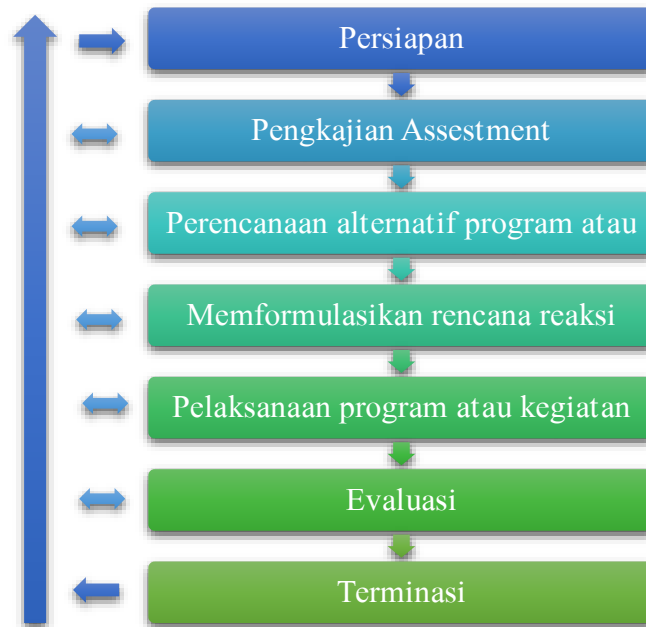 Persiapan
Pengkajian Assestment
Perencanaan alternatif program atau
Memformulasikan rencana reaksi
Pelaksanaan program atau kegiatan
Evaluasi
Terminasi